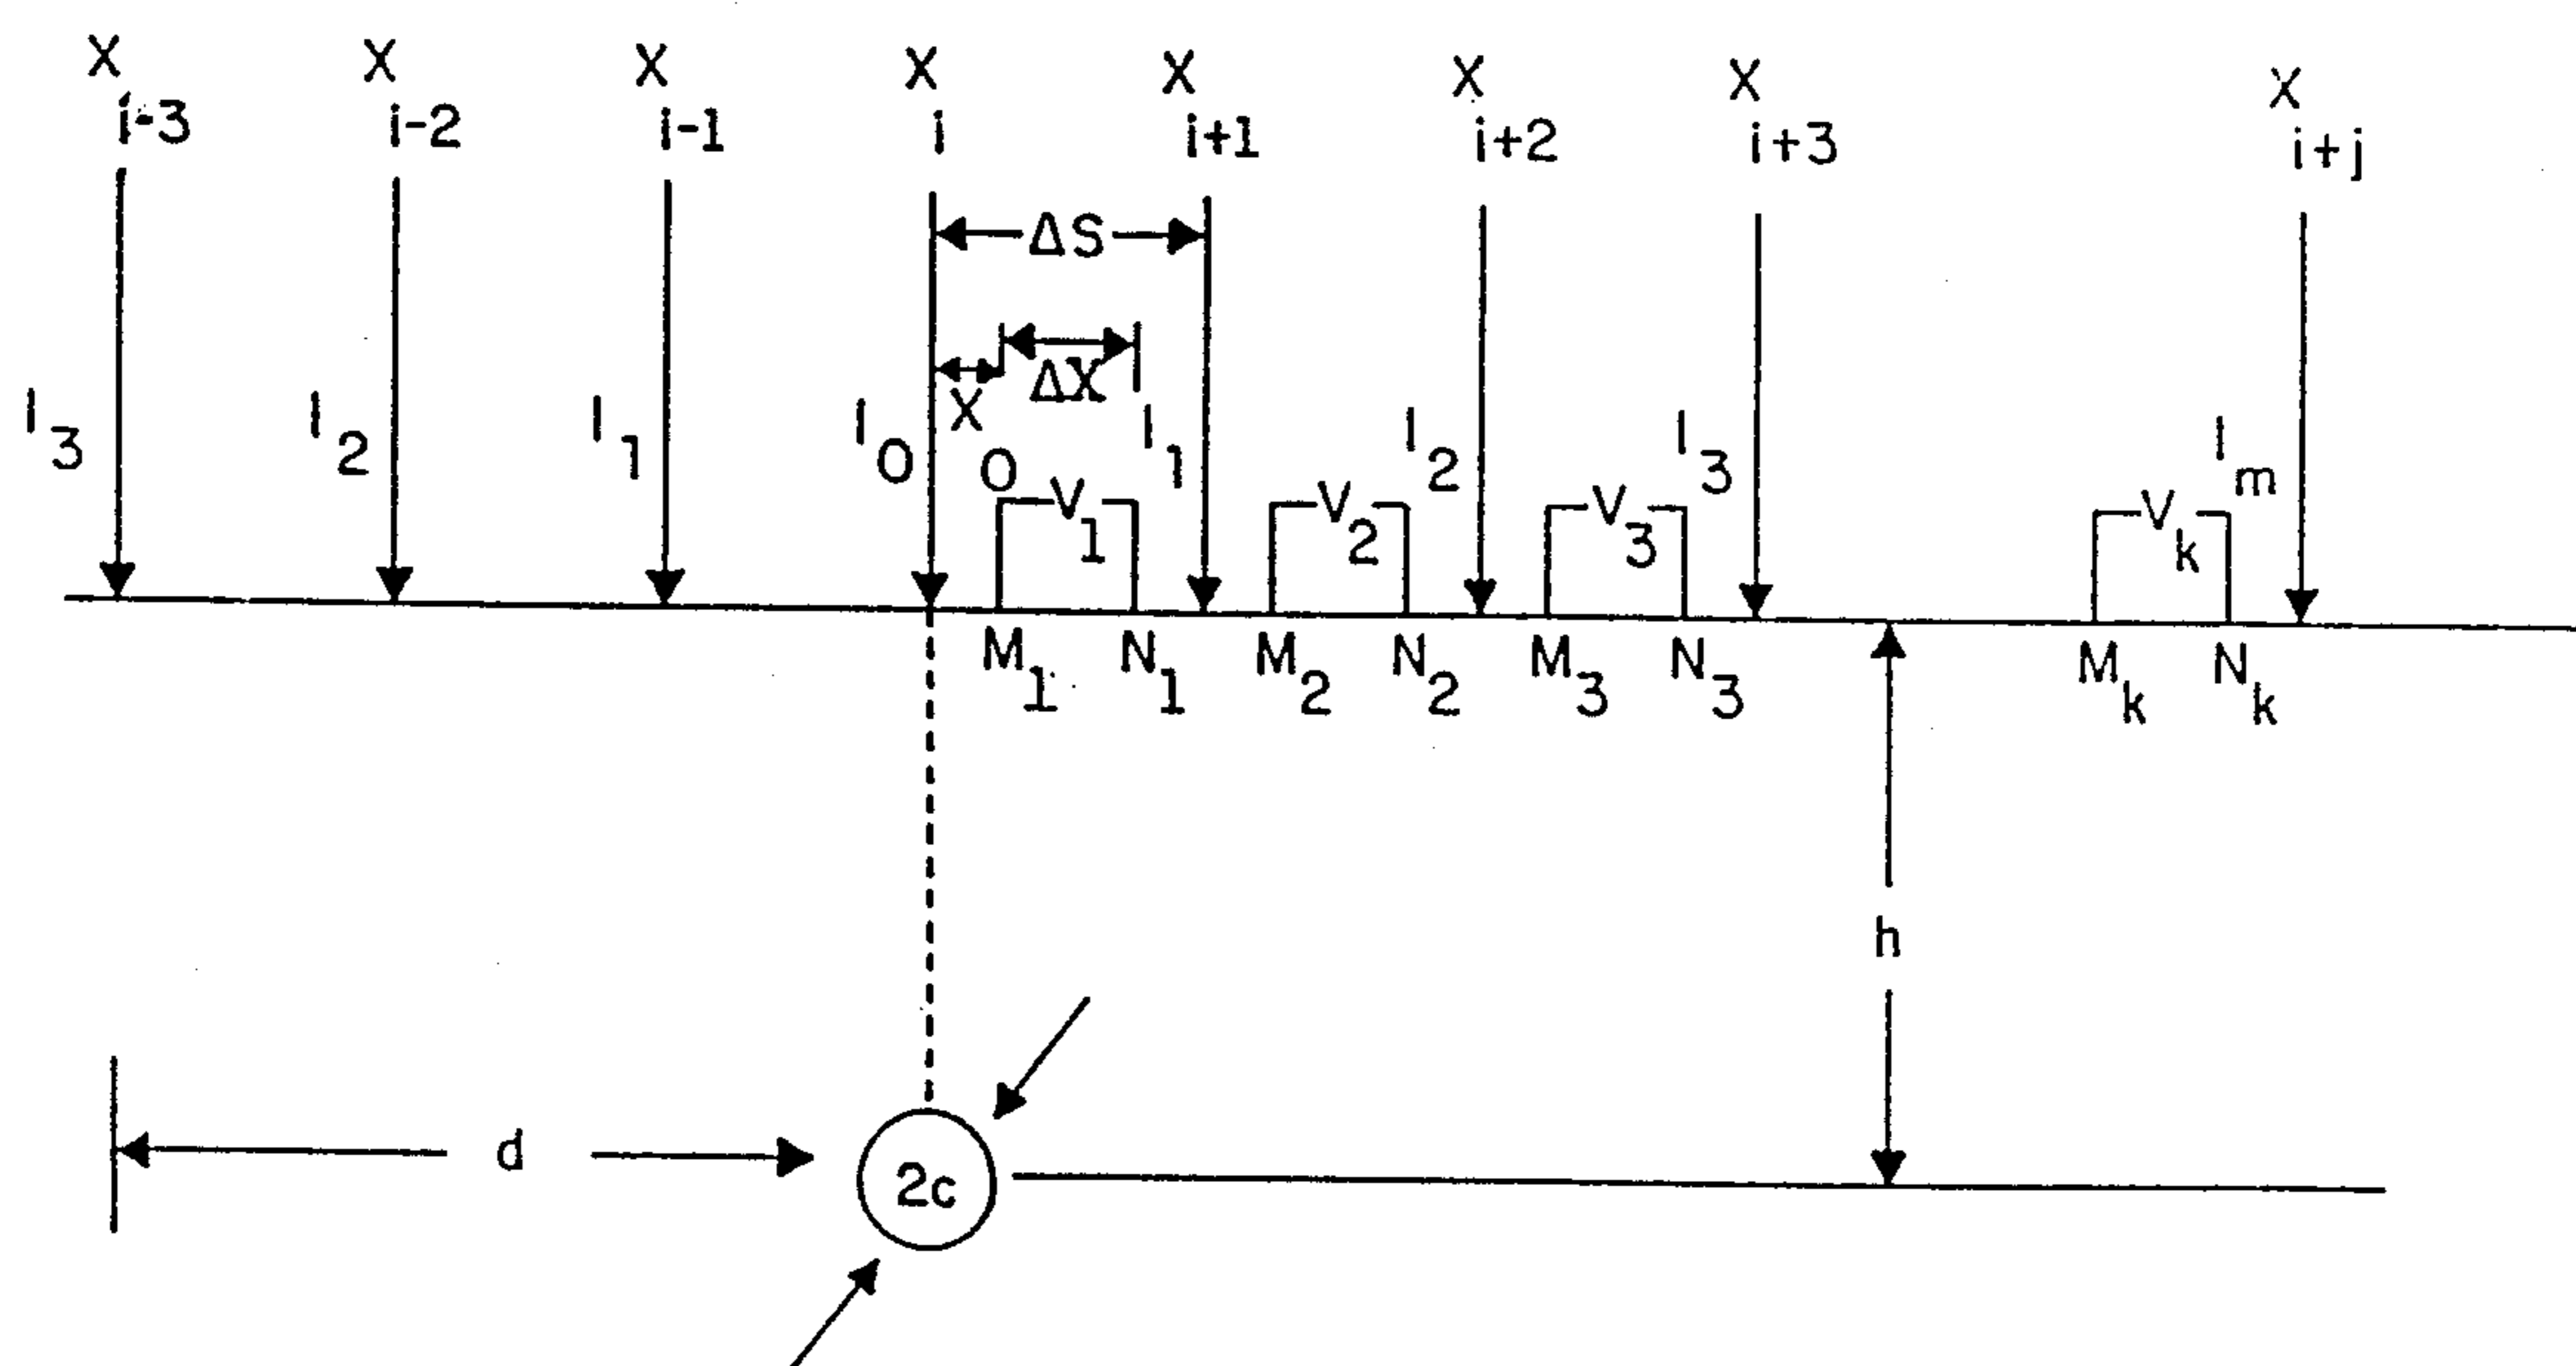 X i-3 X i-2 X i-1 X i X i+1 X i+2 X i+3 X i+j
ΔS
X 0 ΔX
I 3 I 2 I 1 I 0 I 1 I 2 I 3 I m
V 1 V 2 V 3 V k
M 1 N 1 M 2 N 2 M 3 N 3 M k N k
h
d
2c